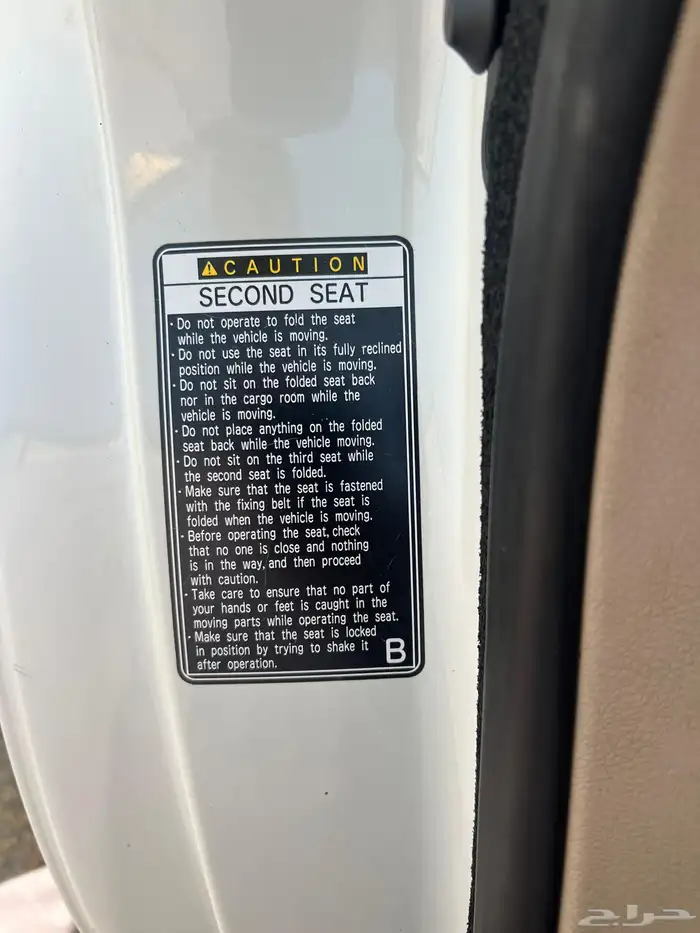 ⚠CAUTION
SECOND SEAT
・Do not operate to fold the seat
while the vehicle is moving.
・Do not use the seat in its fully reclined
position while the vehicle is moving.
・Do not sit on the folded seat back
nor in the cargo room while the
vehicle is moving.
・Do not place anything on the folded
seat back while the vehicle moving.
・Do not sit on the third seat while
the second seat is folded.
・Make sure that the seat is fastened
with the fixing belt if the seat is
folded when the vehicle is moving.
・Before operating the seat, check
that no one is close and nothing
is in the way, and then proceed
with caution.
・Take care to ensure that no part of
your hands or feet is caught in the
moving parts while operating the seat.
・Make sure that the seat is locked
in position by trying to shake it
after operation.
B
حراج